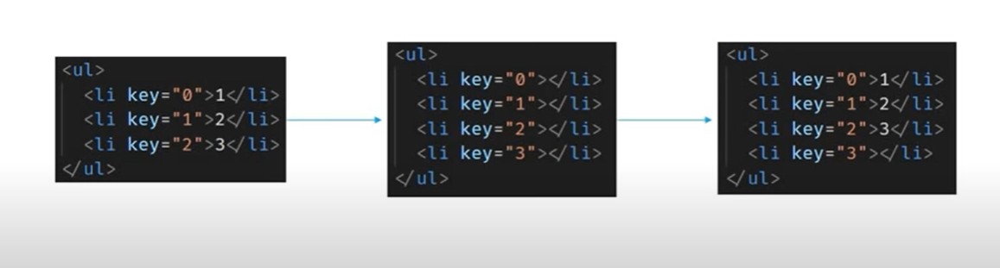 <ul>
<li key="0">1</li>
<li key="1">2</li>
<li key="2">3</li>
</ul>
<ul>
<li key="0"></li>
<li key="1"></li>
<li key="2"></li>
<li key="3"></li>
</ul>
<ul>
<li key="0">1</li>
<li key="1">2</li>
<li key="2">3</li>
<li key="3"></li>
</ul>